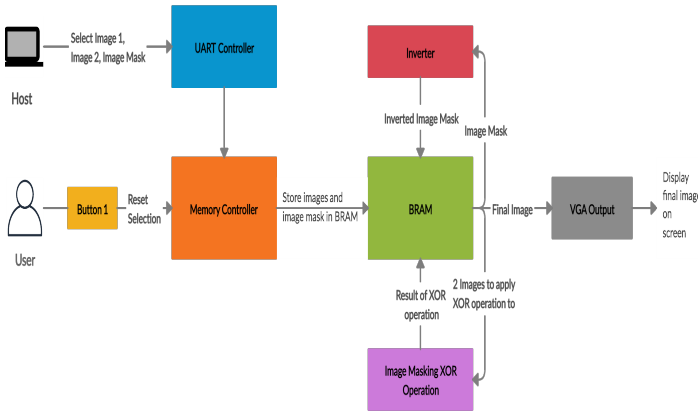 Select Image 1,
Image 2, Image Mask
UART Controller
Inverter
Host
Inverted Image Mask
Image Mask
User
Button 1
Reset
Selection
Memory Controller
Store images and
image mask in BRAM
BRAM
Final Image
VGA Output
Display
final image
on
screen
Result of XOR
operation
2 Images to apply
XOR operation to
Image Masking XOR
Operation